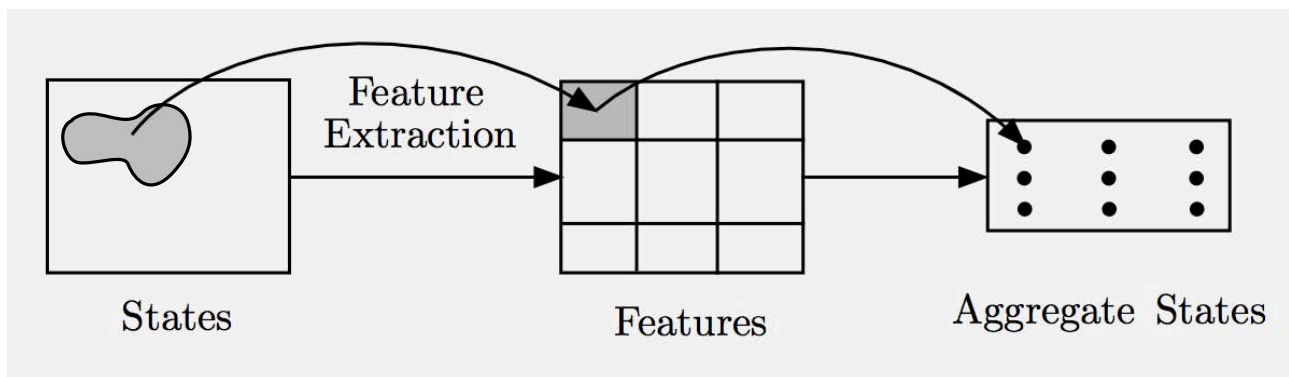 Feature
Extraction
States
Features
Aggregate States